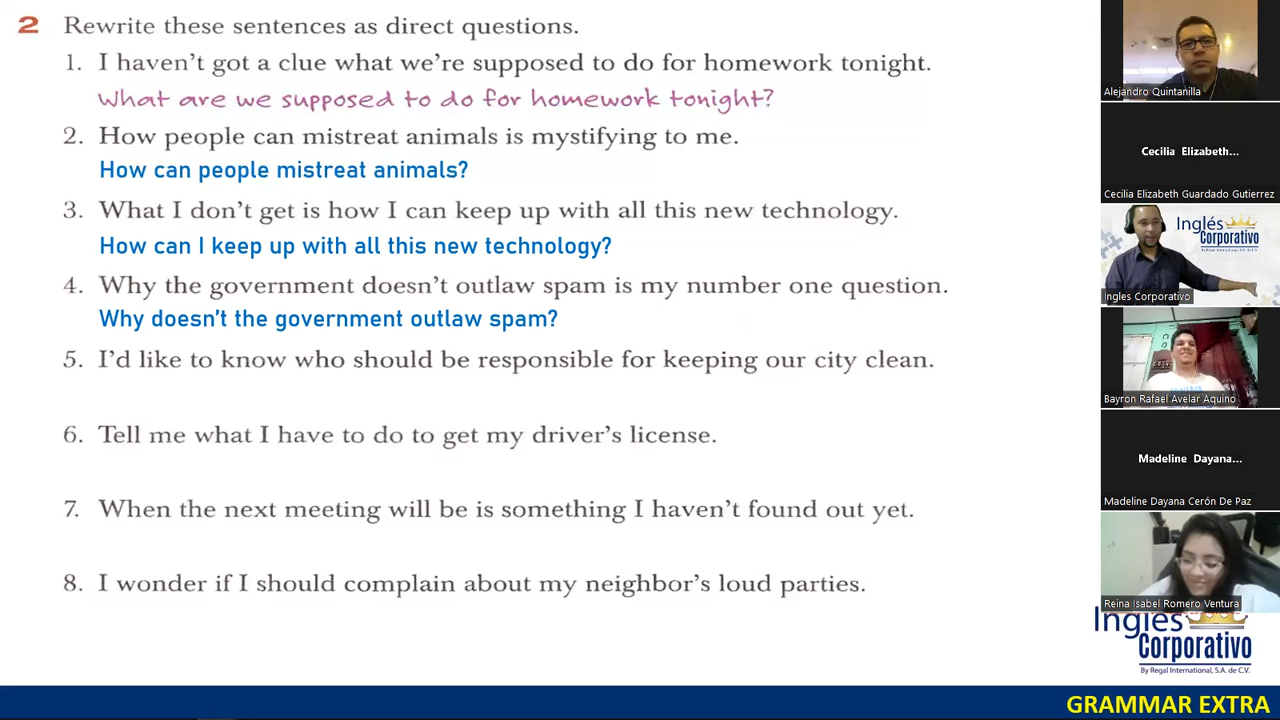 2 Rewrite these sentences as direct questions.
1. I haven't got a clue what we're supposed to do for homework tonight.
What are we supposed to do for homework tonight?
2. How people can mistreat animals is mystifying to me.
How can people mistreat animals?
3. What I don't get is how I can keep up with all this new technology.
How can I keep up with all this new technology?
4. Why the government doesn't outlaw spam is my number one question.
Why doesn't the government outlaw spam?
5. I'd like to know who should be responsible for keeping our city clean.
6. Tell me what I have to do to get my driver's license.
7. When the next meeting will be is something I haven't found out yet.
8. I wonder if I should complain about my neighbor's loud parties.
Alejandro Quintanilla
Cecilia Elizabeth...
Cecilia Elizabeth Guardado Gutierrez
Inglés
Corporativo
By Regal International, S.A. de C.V.
Ingles Corporativo
Bayron Rafael Avelar Aquino
Madeline Dayana...
Madeline Dayana Cerón De Paz
Reina Isabel Romero Ventura
Inglés
Corporativo
By Regal International, S.A. de C.V.
GRAMMAR EXTRA